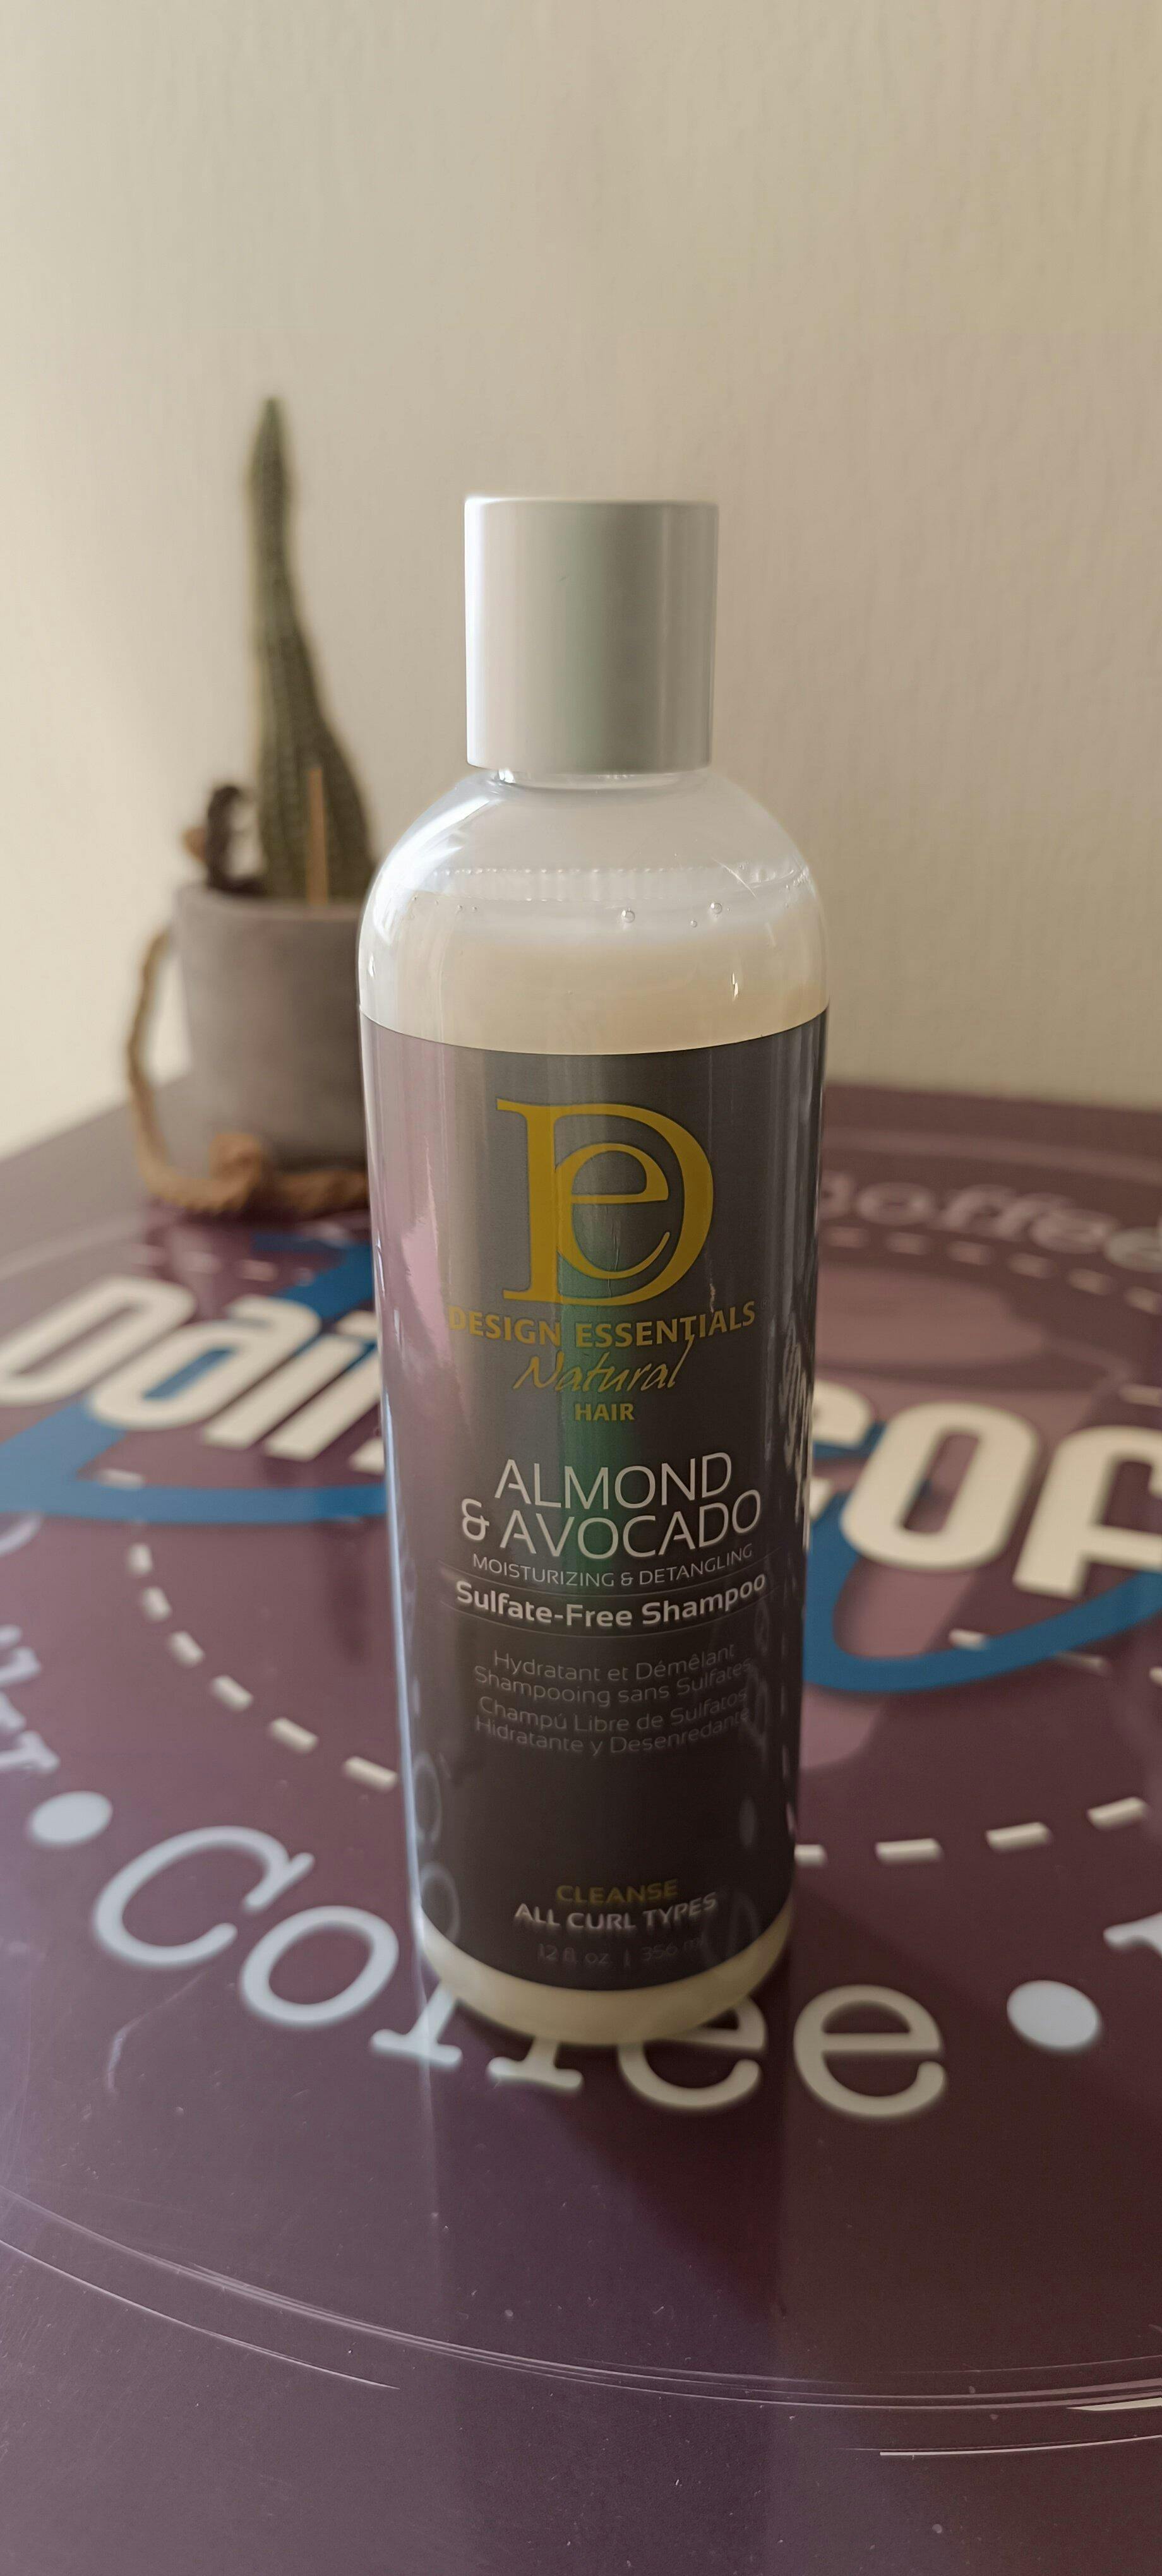 De
DESIGN ESSENTIALS
Natural
HAIR
ALMOND
& AVOCADO
MOISTURIZING & DETANGLING
Sulfate-Free Shampoo
Hydratant et Démêlant
Shampooing sans Sulfates
Champú Libre de Sulfatos
Hidratante y Desenredante
CLEANSE
ALL CURL TYPES
12 fl. oz | 356 ml
Coffee